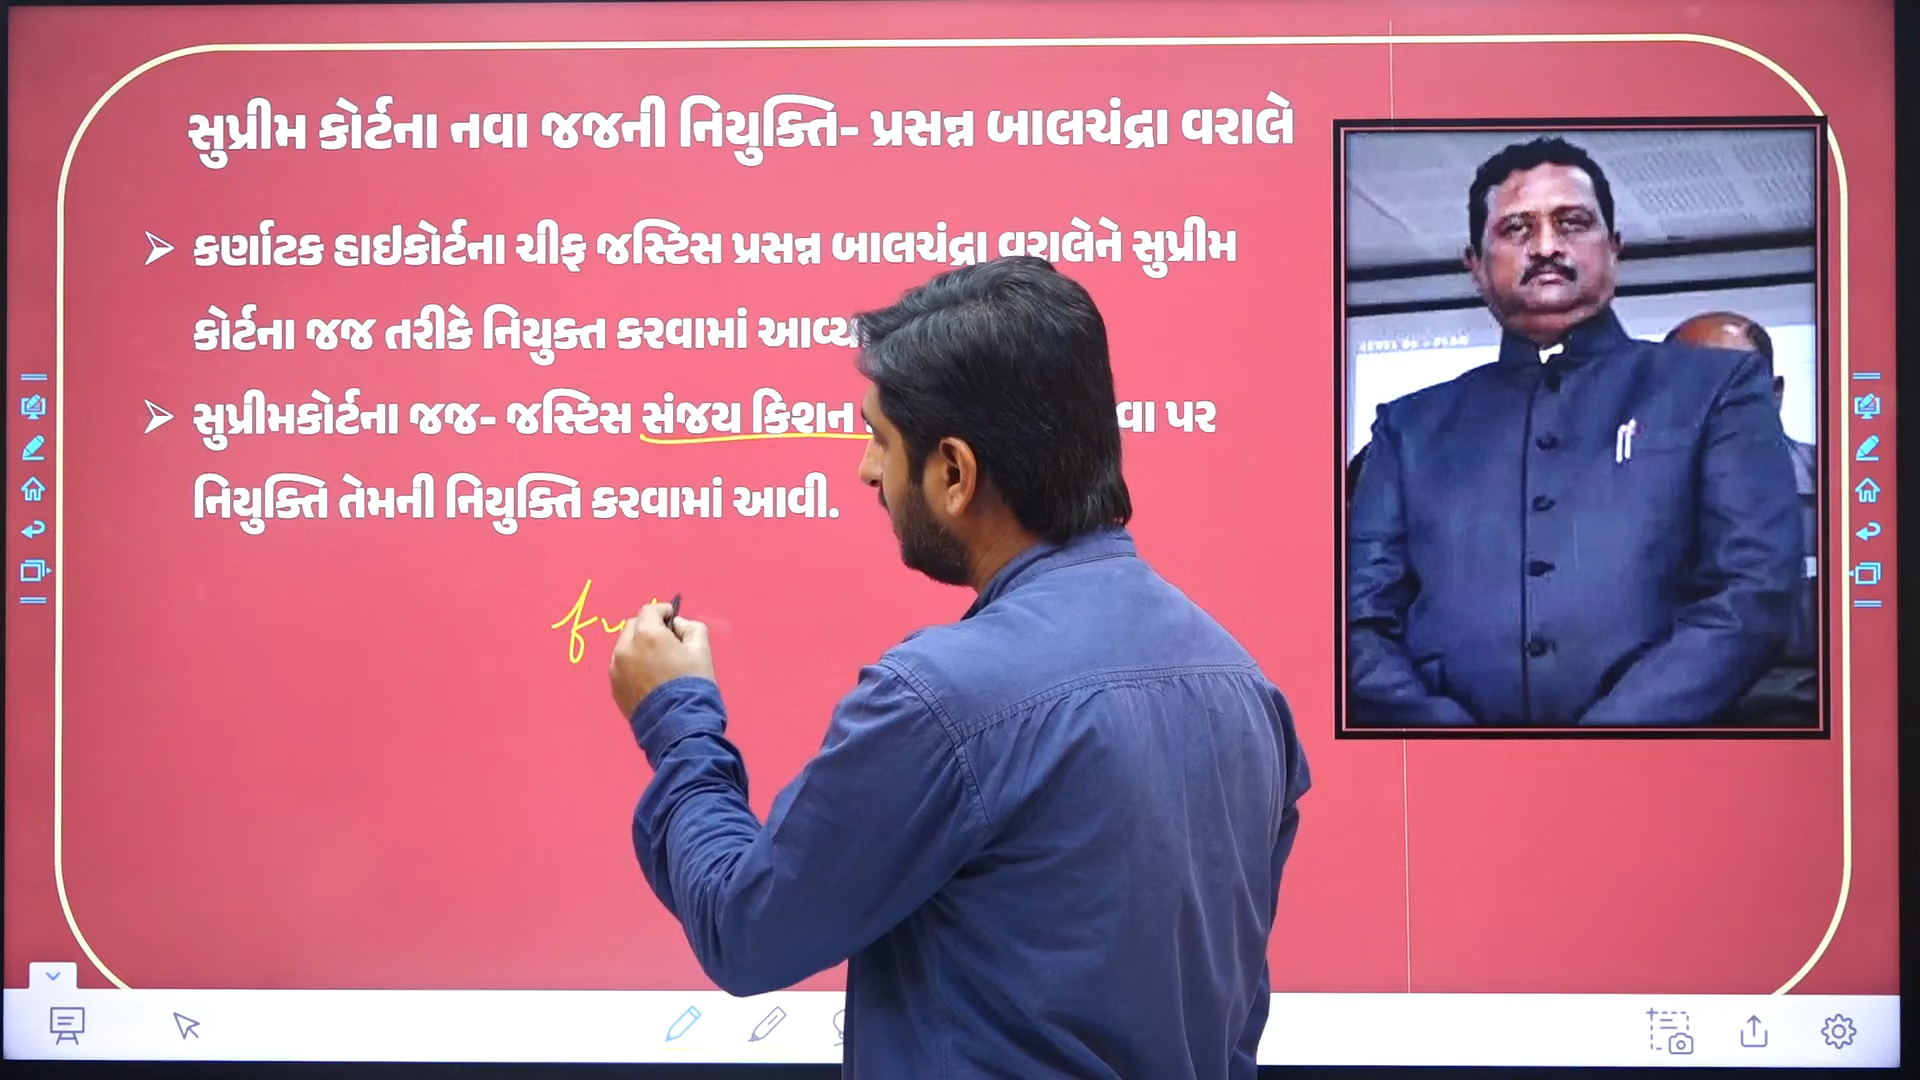 સુપ્રીમ કોર્ટના નવા જજની નિયુક્તિ- પ્રસન્ન બાલચંદ્રા વરાલે
કર્ણાટક હાઇકોર્ટના ચીફ જસ્ટિસ પ્રસન્ન બાલચંદ્રા વરાલેને સુપ્રીમ
કોર્ટના જજ તરીકે નિયુક્ત કરવામાં
સુપ્રીમકોર્ટના જજ- જસ્ટિસ સંજય કિશન પર
નિયુક્તિ તેમની નિયુક્તિ કરવામાં આવી.